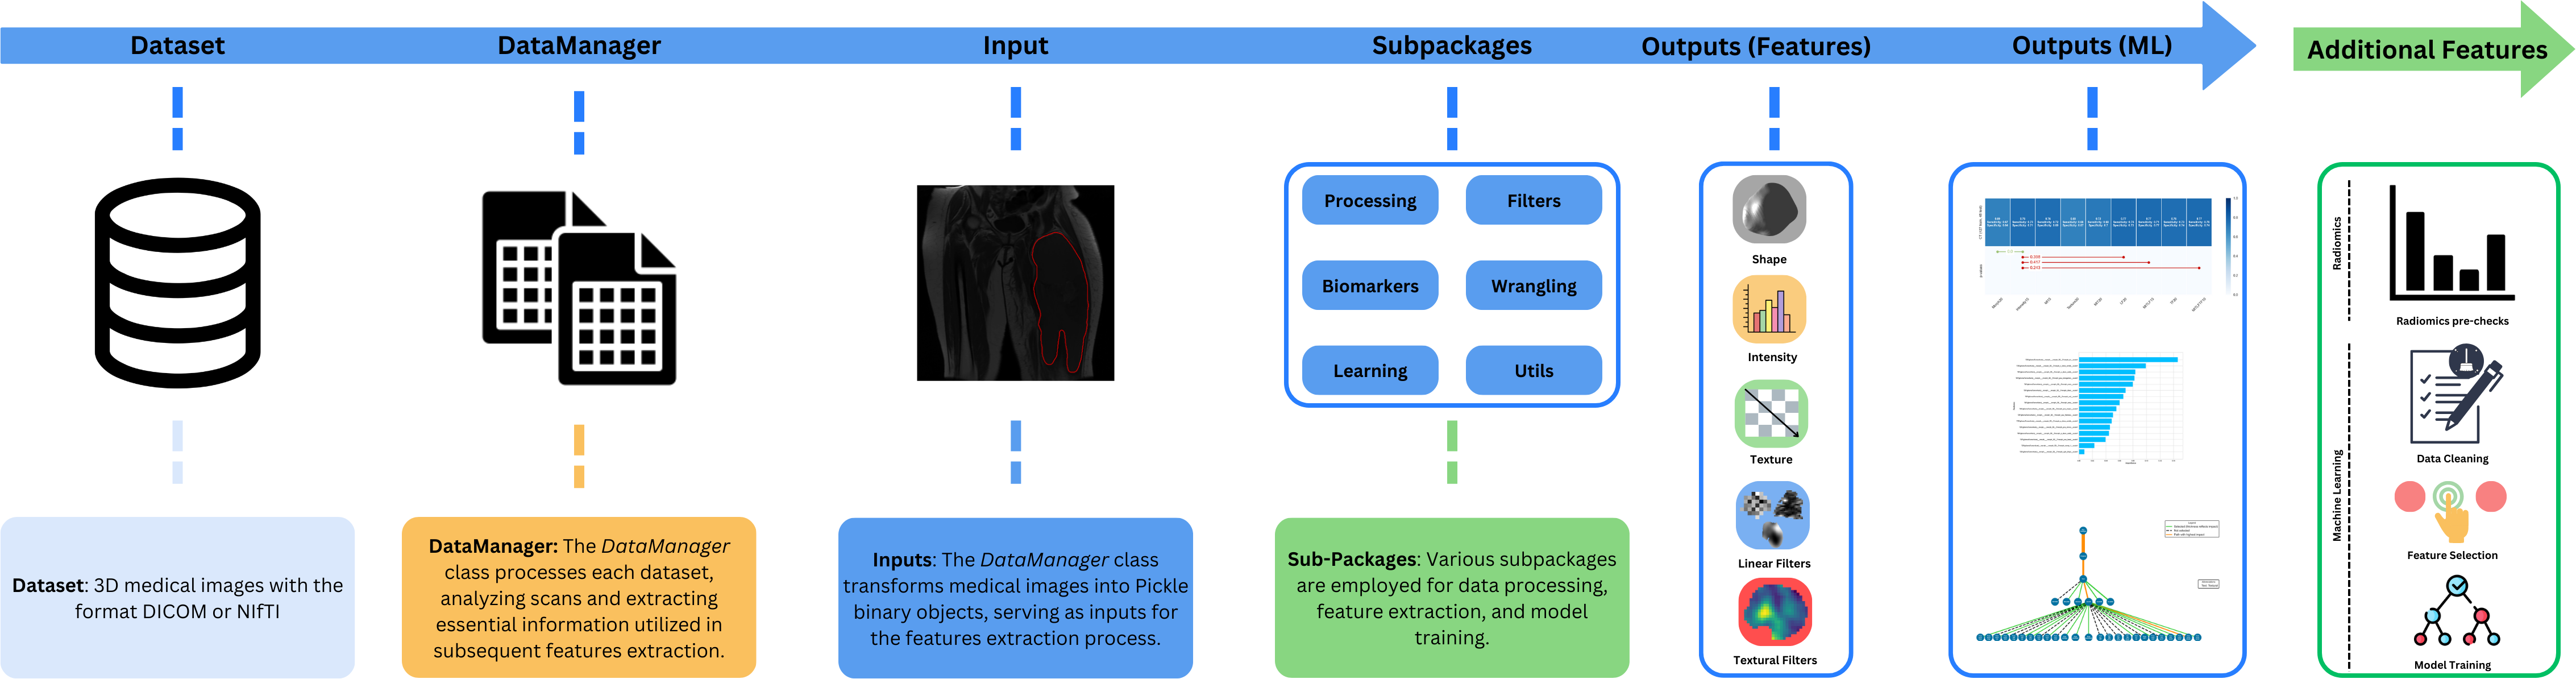 Dataset
DataManager
Input
Subpackages
Outputs (Features)
Outputs (ML)
Additional Features
Processing
Filters
Biomarkers
Wrangling
Learning
Utils
Shape
Intensity
Texture
Linear Filters
Textural Filters
Radiomics
Radiomics pre-checks
Machine Learning
Data Cleaning
Feature Selection
Model Training
Dataset: 3D medical images with the
format DICOM or NIfTI
DataManager: The DataManager
class processes each dataset,
analyzing scans and extracting
essential information utilized in
subsequent features extraction.
Inputs: The DataManager class
transforms medical images into Pickle
binary objects, serving as inputs for
the features extraction process.
Sub-Packages: Various subpackages
are employed for data processing,
feature extraction, and model
training.